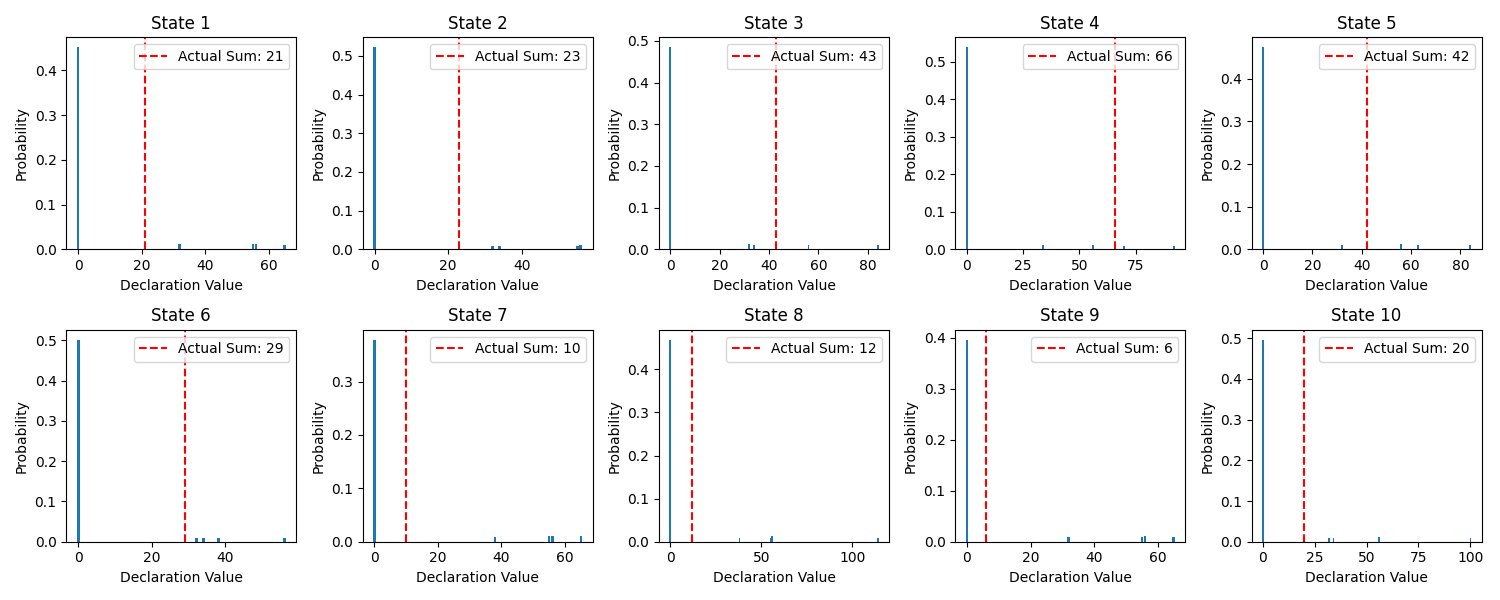 State 1
Actual Sum: 21
Probability
0.4
0.3
0.2
0.1
0.0
0 20 40 60
Declaration Value
State 2
Actual Sum: 23
Probability
0.5
0.4
0.3
0.2
0.1
0.0
0 20 40
Declaration Value
State 3
Actual Sum: 43
Probability
0.5
0.4
0.3
0.2
0.1
0.0
0 20 40 60 80
Declaration Value
State 4
Actual Sum: 66
Probability
0.5
0.4
0.3
0.2
0.1
0.0
0 25 50 75
Declaration Value
State 5
Actual Sum: 42
Probability
0.4
0.3
0.2
0.1
0.0
0 20 40 60 80
Declaration Value
State 6
Actual Sum: 29
Probability
0.5
0.4
0.3
0.2
0.1
0.0
0 20 40
Declaration Value
State 7
Actual Sum: 10
Probability
0.3
0.2
0.1
0.0
0 20 40 60
Declaration Value
State 8
Actual Sum: 12
Probability
0.4
0.3
0.2
0.1
0.0
0 50 100
Declaration Value
State 9
Actual Sum: 6
Probability
0.4
0.3
0.2
0.1
0.0
0 20 40 60
Declaration Value
State 10
Actual Sum: 20
Probability
0.5
0.4
0.3
0.2
0.1
0.0
0 25 50 75 100
Declaration Value